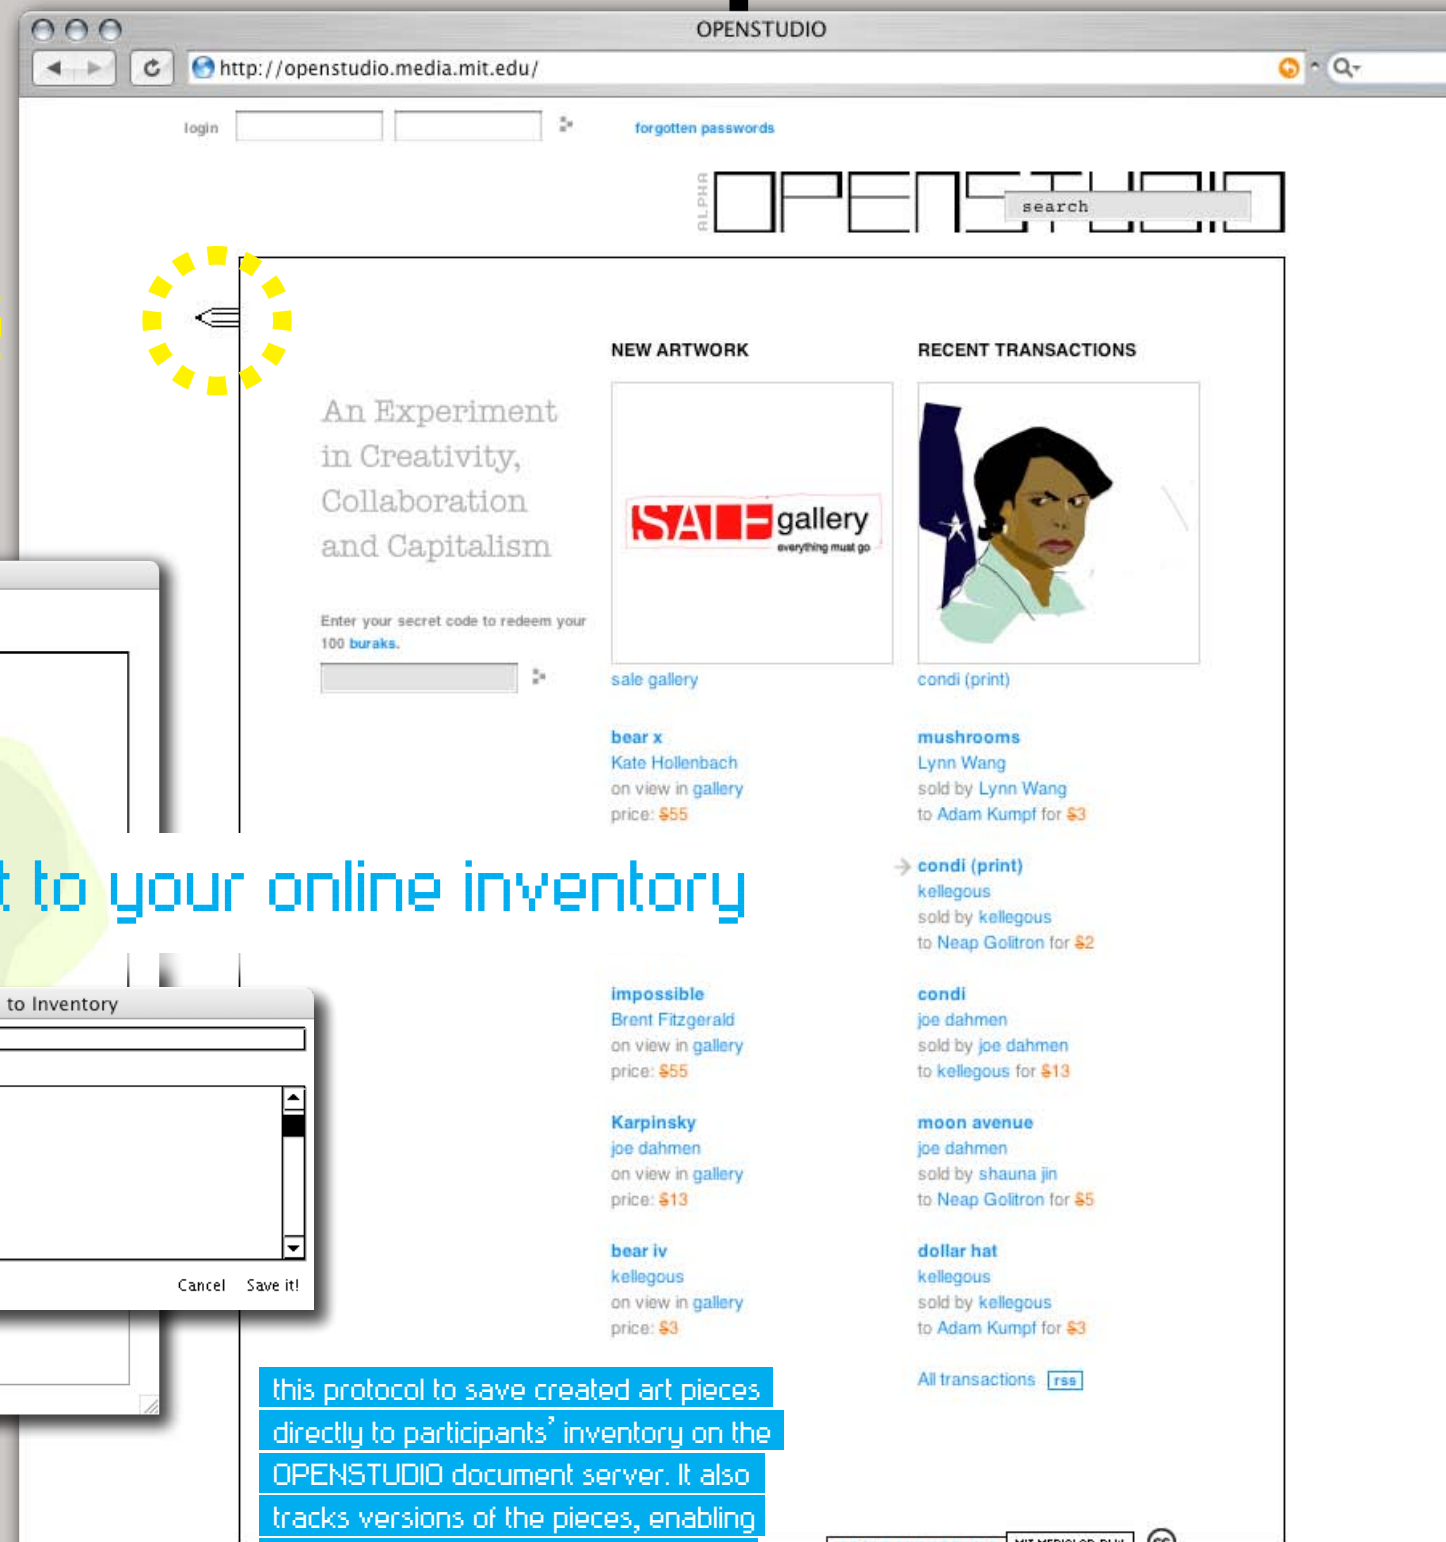 OPENSTUDIO
http://openstudio.media.mit.edu/
login
forgotten passwords
ALPHA
OPENSTUDIO
search
An Experiment
in Creativity,
Collaboration
and Capitalism
Enter your secret code to redeem your
100 buraks.
NEW ARTWORK
SALE gallery
everything must go
sale gallery
bear x
Kate Hollenbach
on view in gallery
price: $55
impossible
Brent Fitzgerald
on view in gallery
price: $55
Karpinsky
joe dahmen
on view in gallery
price: $13
bear iv
kellegous
on view in gallery
price: $3
RECENT TRANSACTIONS
condi (print)
mushrooms
Lynn Wang
sold by Lynn Wang
to Adam Kumpf for $3
condi (print)
kellegous
sold by kellegous
to Neap Golitron for $2
condi
joe dahmen
sold by joe dahmen
to kellegous for $13
moon avenue
joe dahmen
sold by shauna jin
to Neap Golitron for $5
dollar hat
kellegous
sold by kellegous
to Adam Kumpf for $3
All transactions rss
to your online inventory
to Inventory
Cancel Save it!
this protocol to save created art pieces
directly to participants' inventory on the
OPENSTUDIO document server. It also
tracks versions of the pieces, enabling